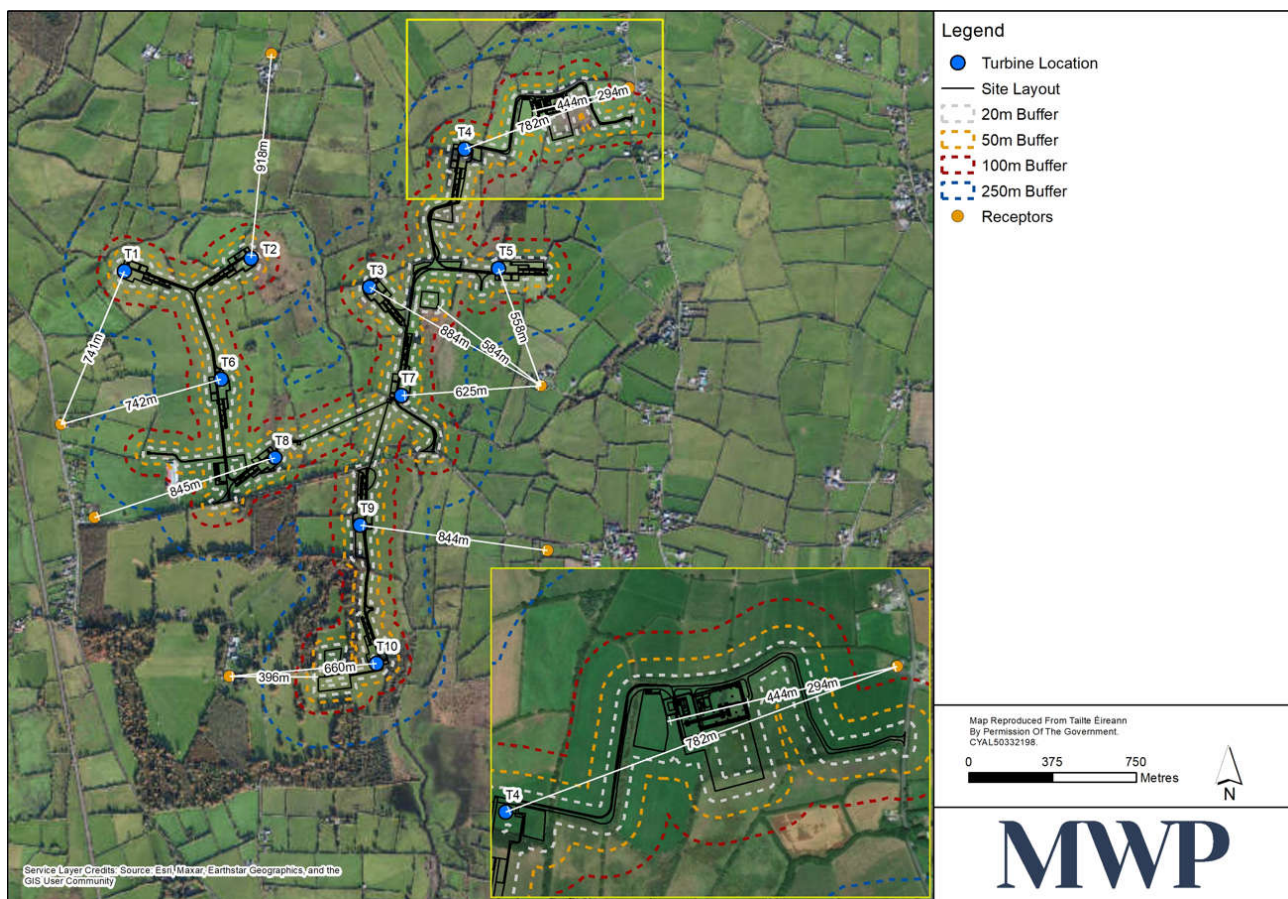 Legend
Turbine Location
Site Layout
20m Buffer
50m Buffer
100m Buffer
250m Buffer
Receptors
918m
T4
782m
444m
294m
T1
T2
T3
T5
741m
884m
584m
558m
T6
742m
T7
625m
T8
845m
T9
844m
T10
660m
396m
444m
294m
782m
T4
Service Layer Credits: Source: Esri, Maxar, Earthstar Geographics, and the
GIS User Community
Map Reproduced From Tailte Éireann
By Permission Of The Government.
CYAL50332198.
0 375 750
Metres
N
MWP